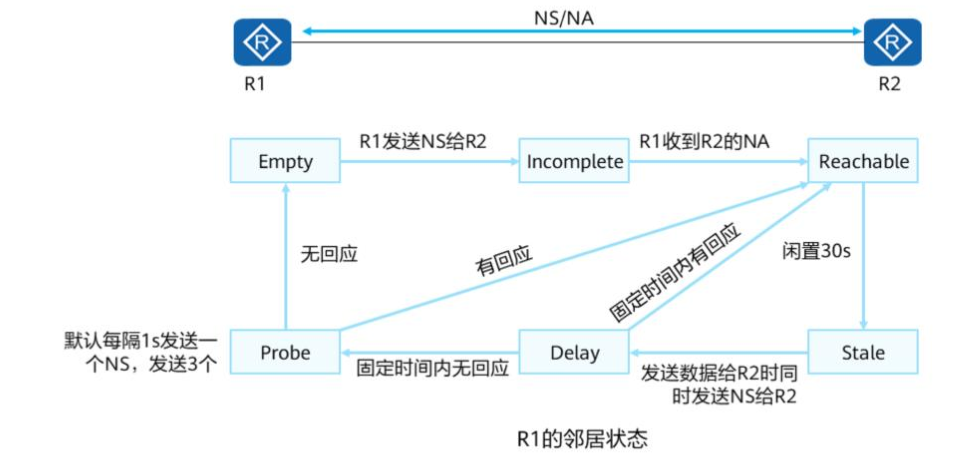 NS/NA
R
R
R1
R2
R1发送NS给R2
R1收到R2的NA
Empty
Incomplete
Reachable
无回应
有回应
固定时间内有回应
闲置30s
默认每隔1s发送一
个NS，发送3个
Probe
固定时间内无回应
Delay
发送数据给R2时同
时发送NS给R2
Stale
R1的邻居状态